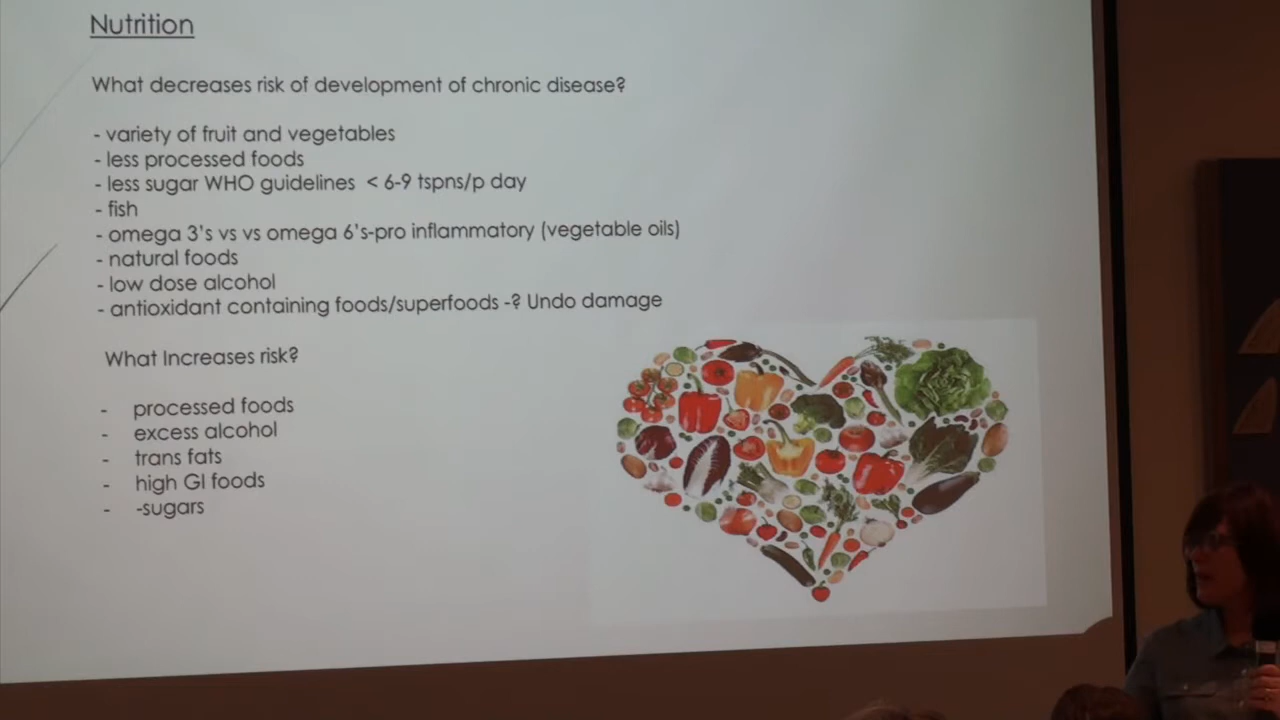 Nutrition
What decreases risk of development of chronic disease?
- variety of fruit and vegetables
- less processed foods
- less sugar WHO guidelines < 6-9 tspns/p day
- fish
- omega 3's vs vs omega 6's-pro inflammatory (vegetable oils)
- natural foods
- low dose alcohol
- antioxidant containing foods/superfoods -? Undo damage
What Increases risk?
- processed foods
- excess alcohol
- trans fats
- high GI foods
- -sugars